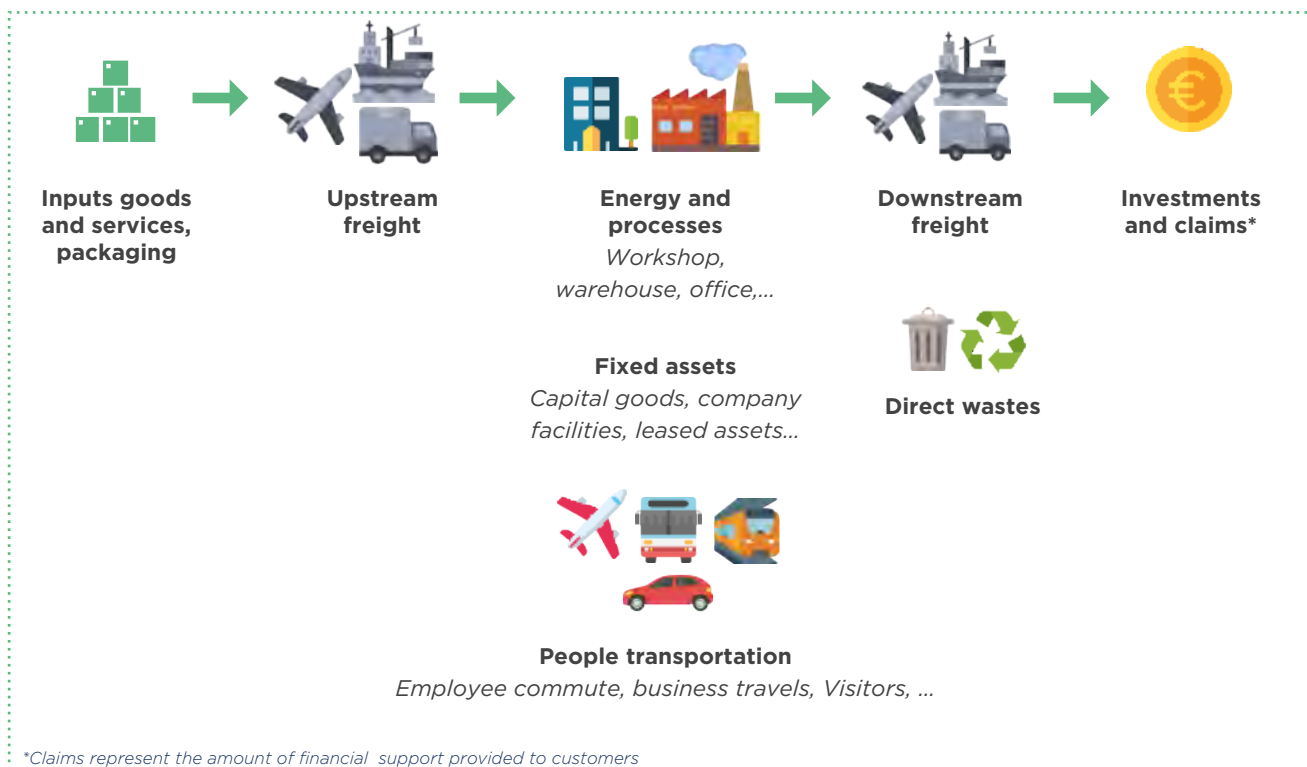 Inputs goods
and services,
packaging
Upstream
freight
Energy and
processes
Workshop,
warehouse, office,...
Downstream
freight
Investments
and claims*
Fixed assets
Capital goods, company
facilities, leased assets...
Direct wastes
People transportation
Employee commute, business travels, Visitors, ...
*Claims represent the amount of financial support provided to customers